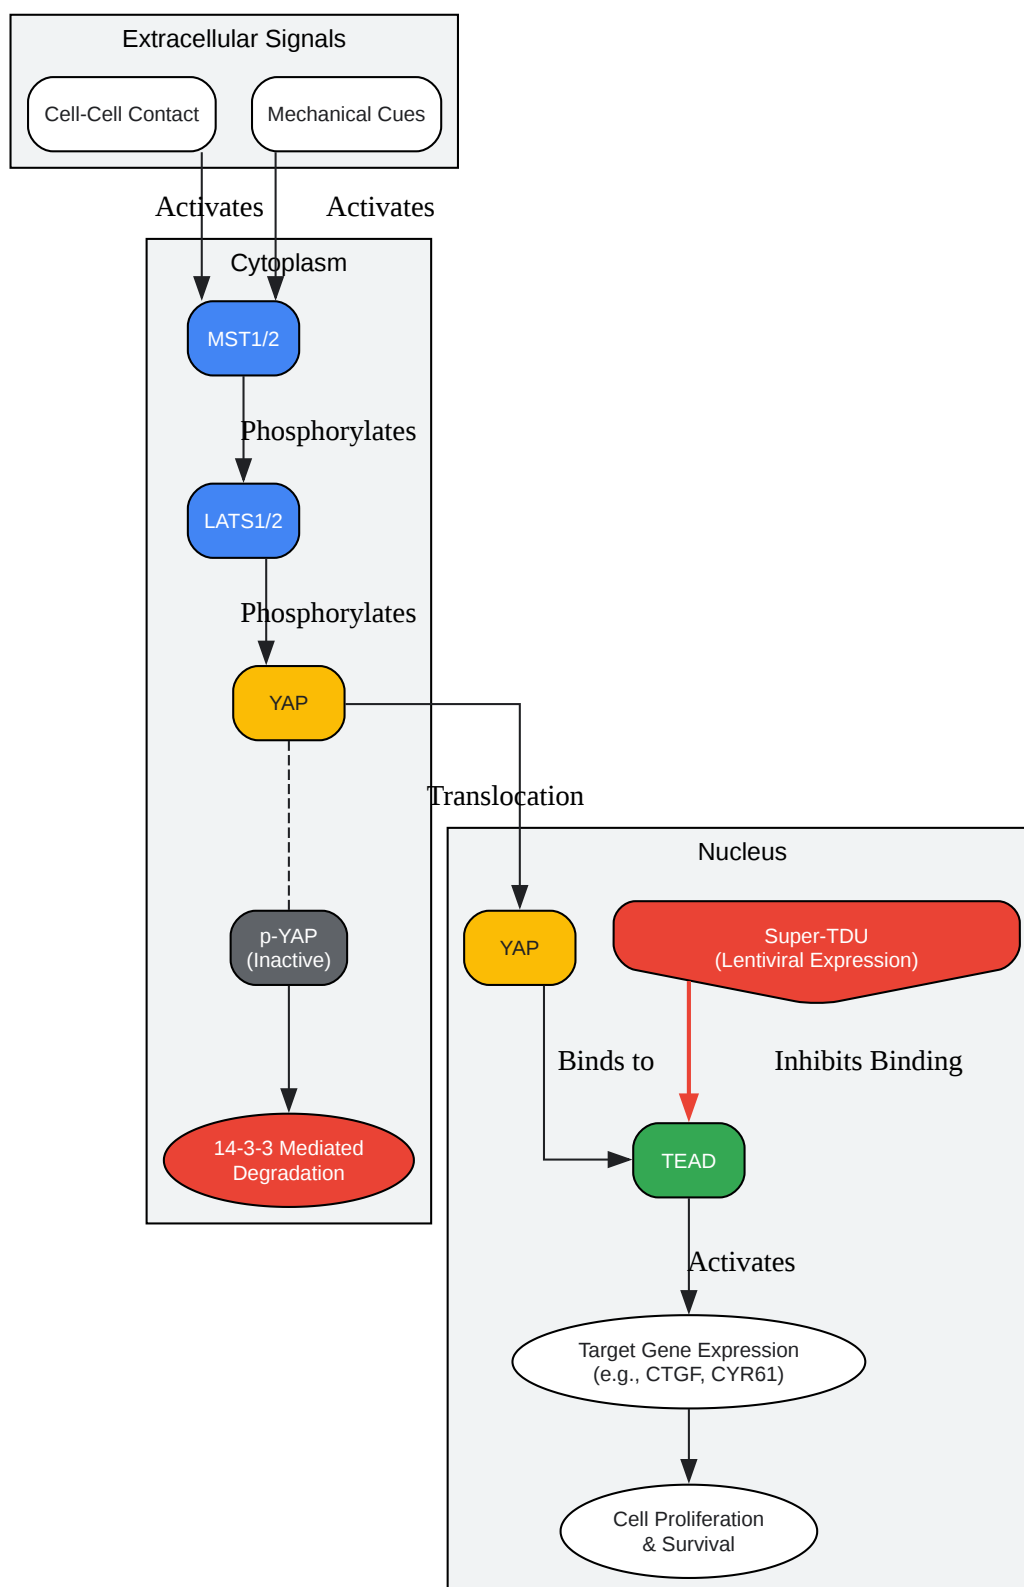 Extracellular Signals
Cell-Cell Contact
Mechanical Cues
Activates
Activates
Cytoplasm
MST1/2
Phosphorylates
LATS1/2
Phosphorylates
YAP
Translocation
Nucleus
p-YAP
(Inactive)
YAP
Super-TDU
(Lentiviral Expression)
Binds to
Inhibits Binding
14-3-3 Mediated
Degradation
TEAD
Activates
Target Gene Expression
(e.g., CTGF, CYR61)
Cell Proliferation
& Survival